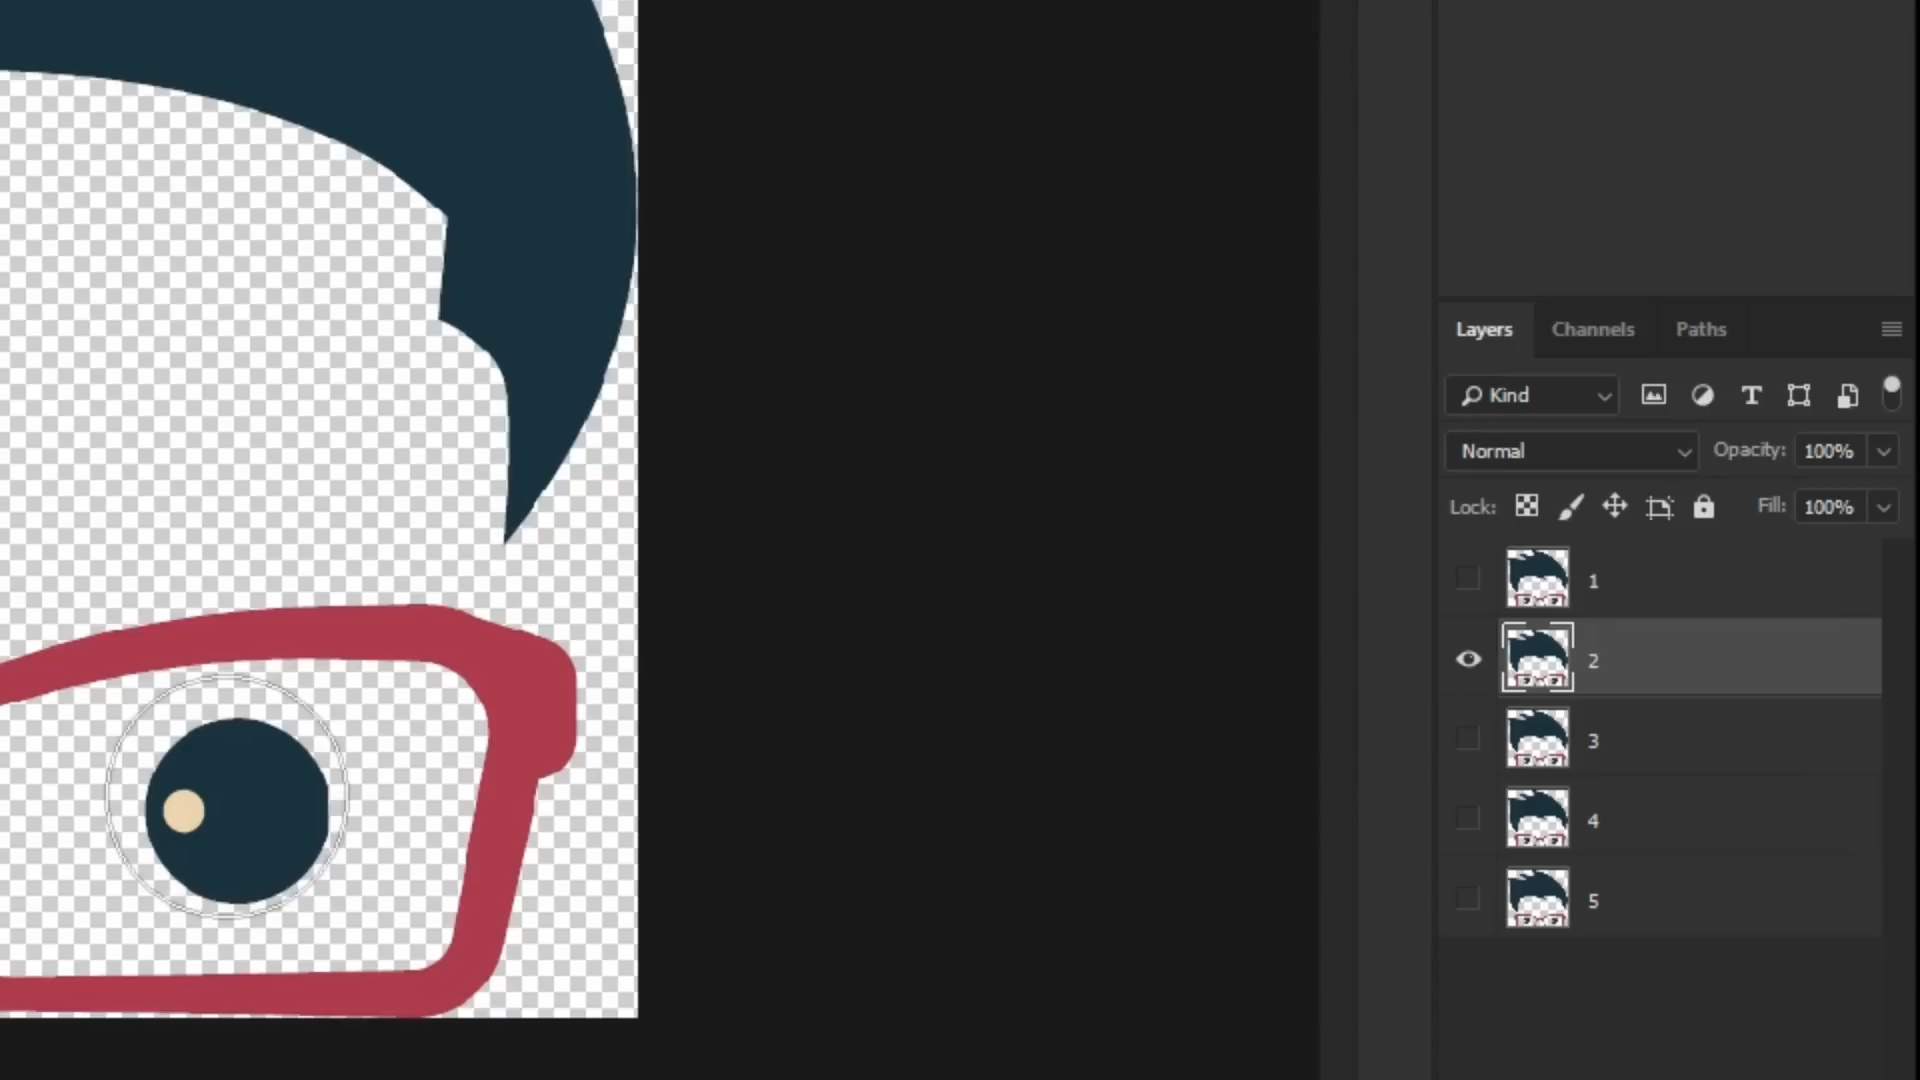 Layers Channels Paths
Kind T
Normal Opacity: 100%
Lock: Fill: 100%
1
2
3
4
5